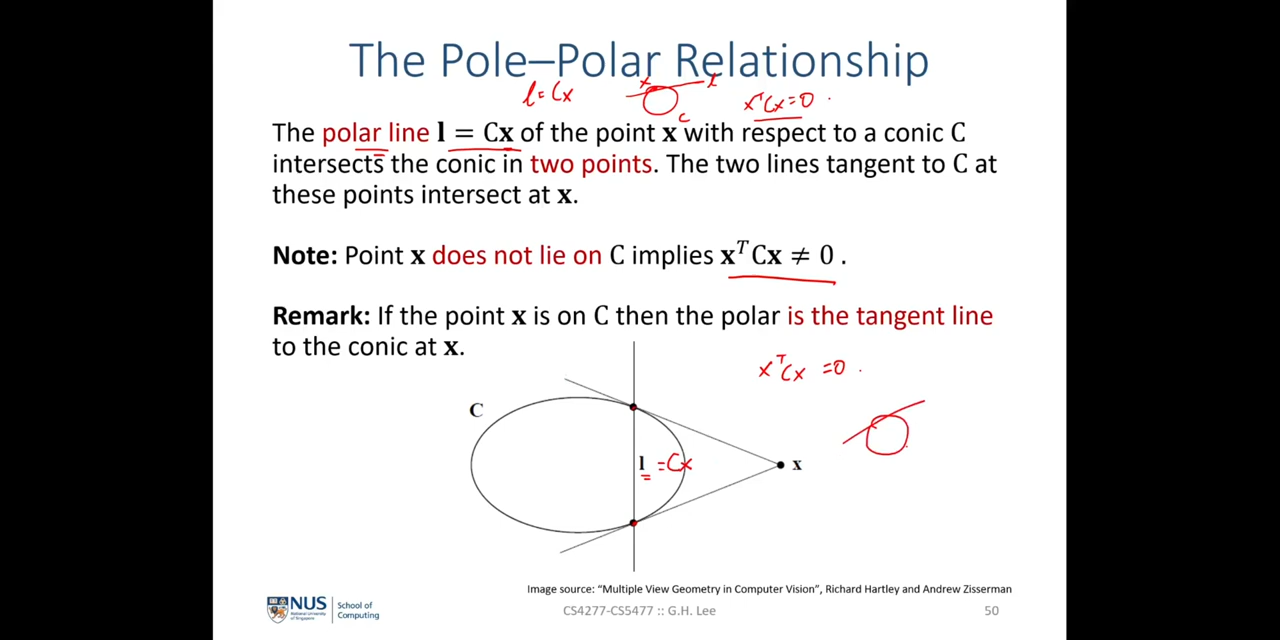 The Pole–Polar Relationship
l = Cx
x
l
C
xᵀCx = 0 .
The polar line l = Cx of the point x with respect to a conic C
intersects the conic in two points. The two lines tangent to C at
these points intersect at x.
Note: Point x does not lie on C implies xᵀCx ≠ 0 .
Remark: If the point x is on C then the polar is the tangent line
to the conic at x.
xᵀCx = 0 .
C
l = Cx
x
Image source: “Multiple View Geometry in Computer Vision”, Richard Hartley and Andrew Zisserman
NUS
National University
of Singapore
School of
Computing
CS4277-CS5477 :: G.H. Lee
50